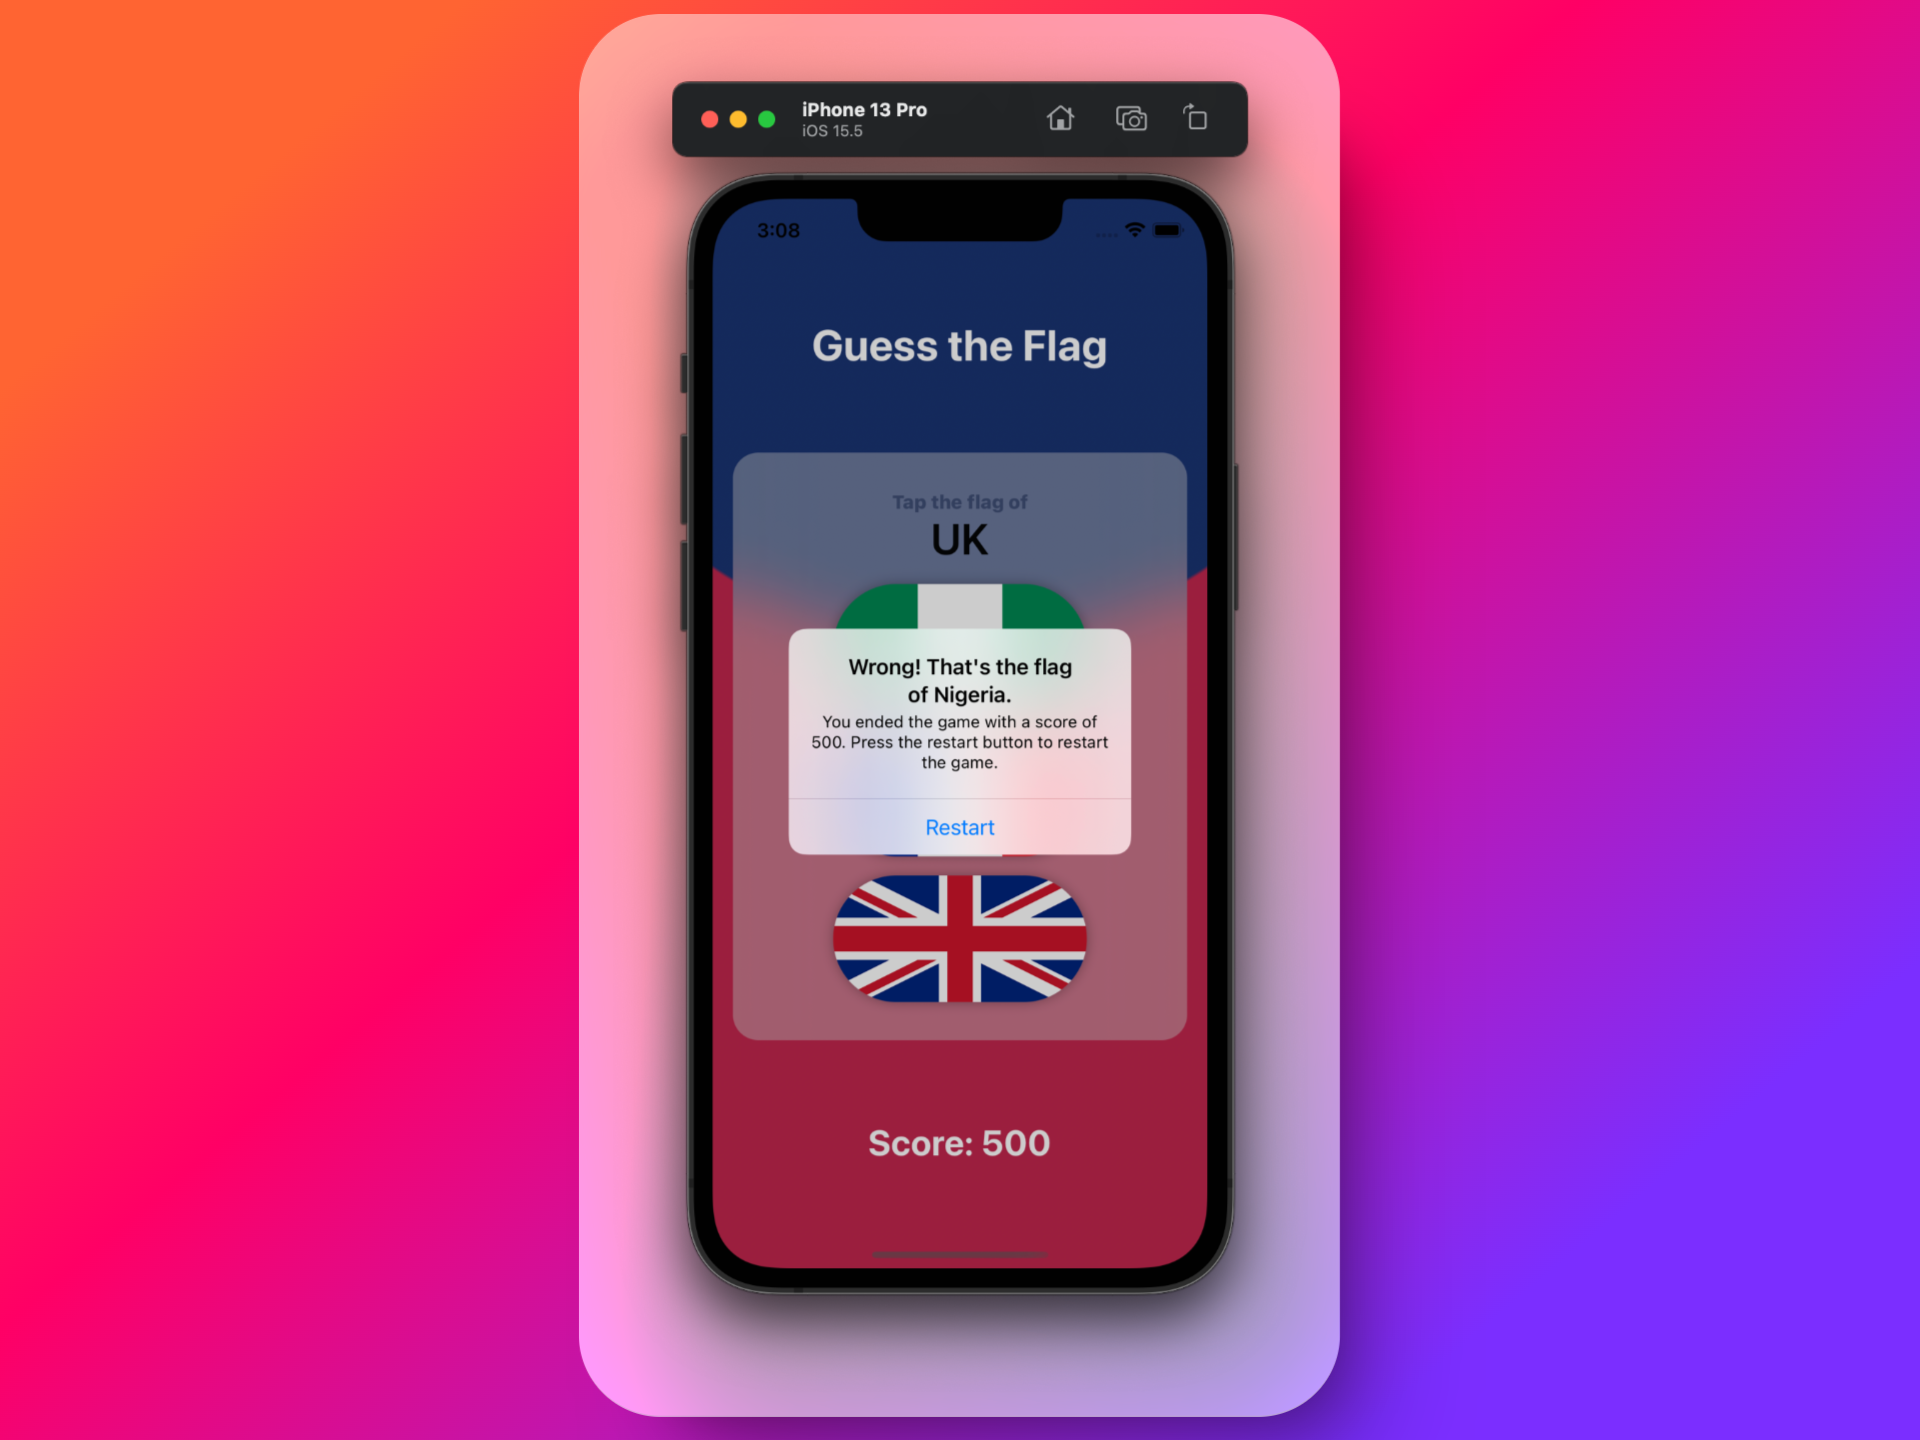 iPhone 13 Pro
iOS 15.5
3:08
Guess the Flag
Tap the flag of
UK
Wrong! That's the flag
of Nigeria.
You ended the game with a score of
500. Press the restart button to restart
the game.
Restart
Score: 500